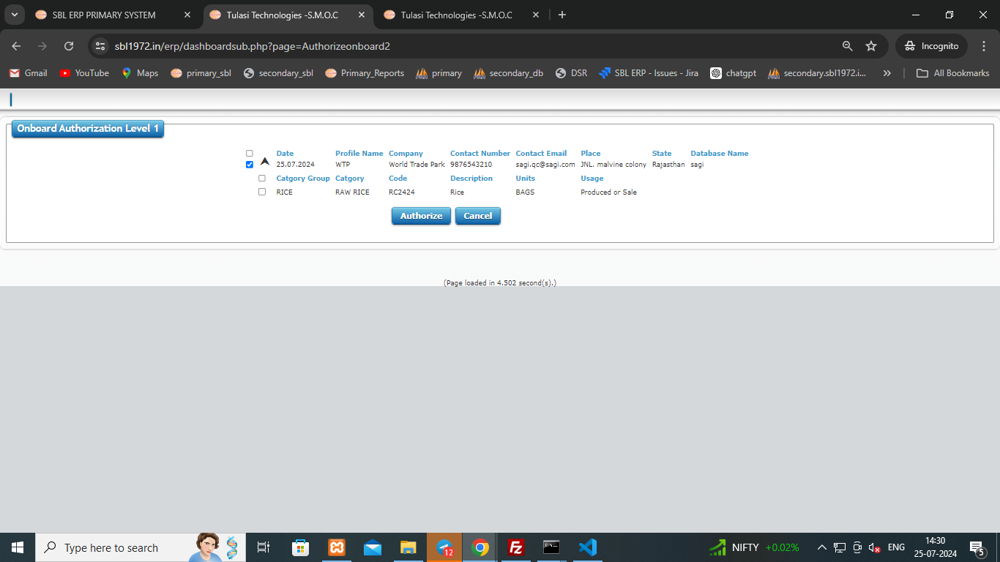 SBL ERP PRIMARY SYSTEM
Tulasi Technologies -S.M.O.C
Tulasi Technologies -S.M.O.C
sbl1972.in/erp/dashboardsub.php?page=Authorizeonboard2
Incognito
Gmail YouTube Maps primary_sbl secondary_sbl Primary_Reports primary secondary_db DSR SBL ERP - Issues - Jira chatgpt secondary.sbl1972.i... » All Bookmarks
Onboard Authorization Level 1
Date Profile Name Company Contact Number Contact Email Place State Database Name
25.07.2024 WTP World Trade Park 9876543210 sagi.qc@sagi.com JNL. malvine colony Rajasthan sagi
Catgory Group Catgory Code Description Units Usage
RICE RAW RICE RC2424 Rice BAGS Produced or Sale
Authorize Cancel
(Page loaded in 4.502 second(s).)
Type here to search
12
NIFTY +0.02%
ENG
14:30
25-07-2024
5